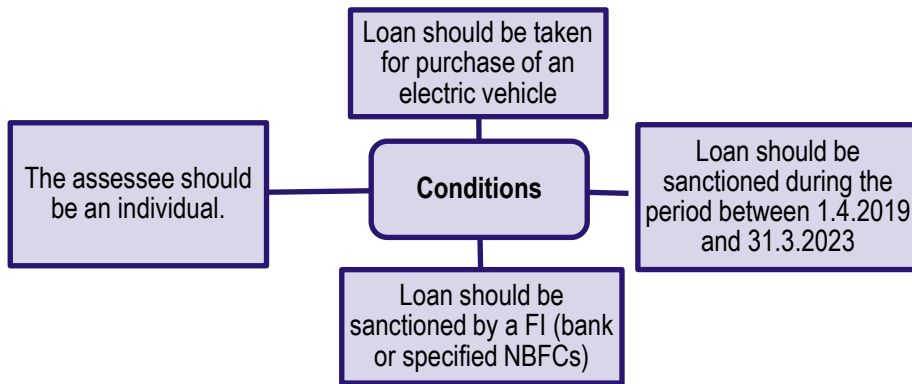 Loan should be taken
for purchase of an
electric vehicle
The assessee should
be an individual.
Conditions
Loan should be
sanctioned during the
period between 1.4.2019
and 31.3.2023
Loan should be
sanctioned by a FI (bank
or specified NBFCs)